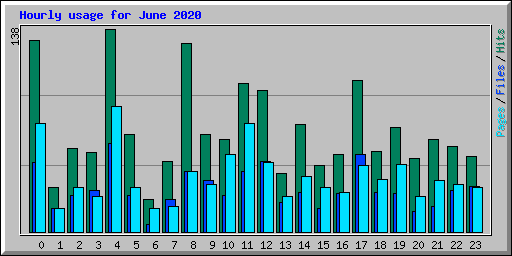 Hourly usage for June 2020
138
Pages / Files / Hits
0 1 2 3 4 5 6 7 8 9 10 11 12 13 14 15 16 17 18 19 20 21 22 23